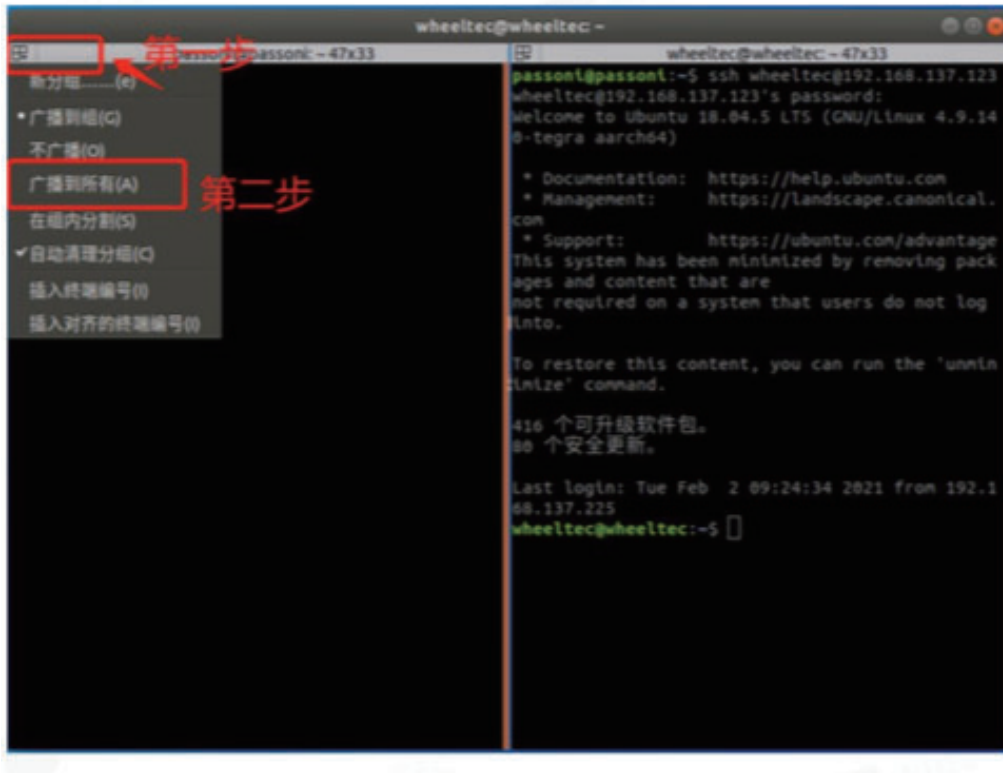 wheeltec@wheeltec: ~
第一步
passoni@passoni: ~ 47x33
新分组......(e)
广播到组(G)
不广播(O)
广播到所有(A)
第二步
在组内分割(S)
自动清理分组(C)
插入终端编号(I)
插入对齐的终端编号(I)
wheeltec@wheeltec: ~ 47x33
passoni@passoni:~$ ssh wheeltec@192.168.137.123
wheeltec@192.168.137.123's password:
Welcome to Ubuntu 18.04.5 LTS (GNU/Linux 4.9.14
0-tegra aarch64)
* Documentation: https://help.ubuntu.com
* Management: https://landscape.canonical.
com
* Support: https://ubuntu.com/advantage
This system has been minimized by removing pack
ages and content that are
not required on a system that users do not log
into.
To restore this content, you can run the 'unmin
imize' command.
416 个可升级软件包。
80 个安全更新。
Last login: Tue Feb 2 09:24:34 2021 from 192.1
68.137.225
wheeltec@wheeltec:~$